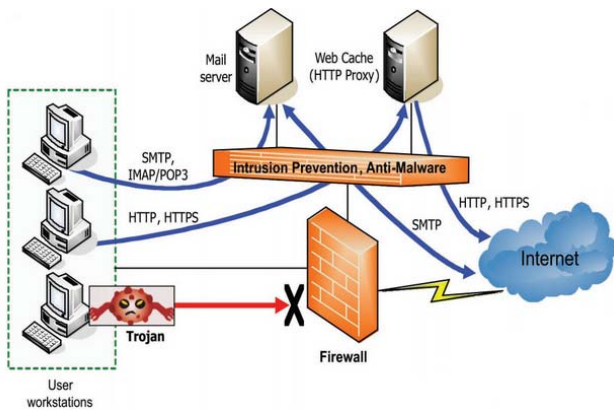 Mail
server
Web Cache
(HTTP Proxy)
SMTP,
IMAP/POP3
Intrusion Prevention, Anti-Malware
HTTP, HTTPS
HTTP, HTTPS
SMTP
Internet
Trojan
X
Firewall
User
workstations